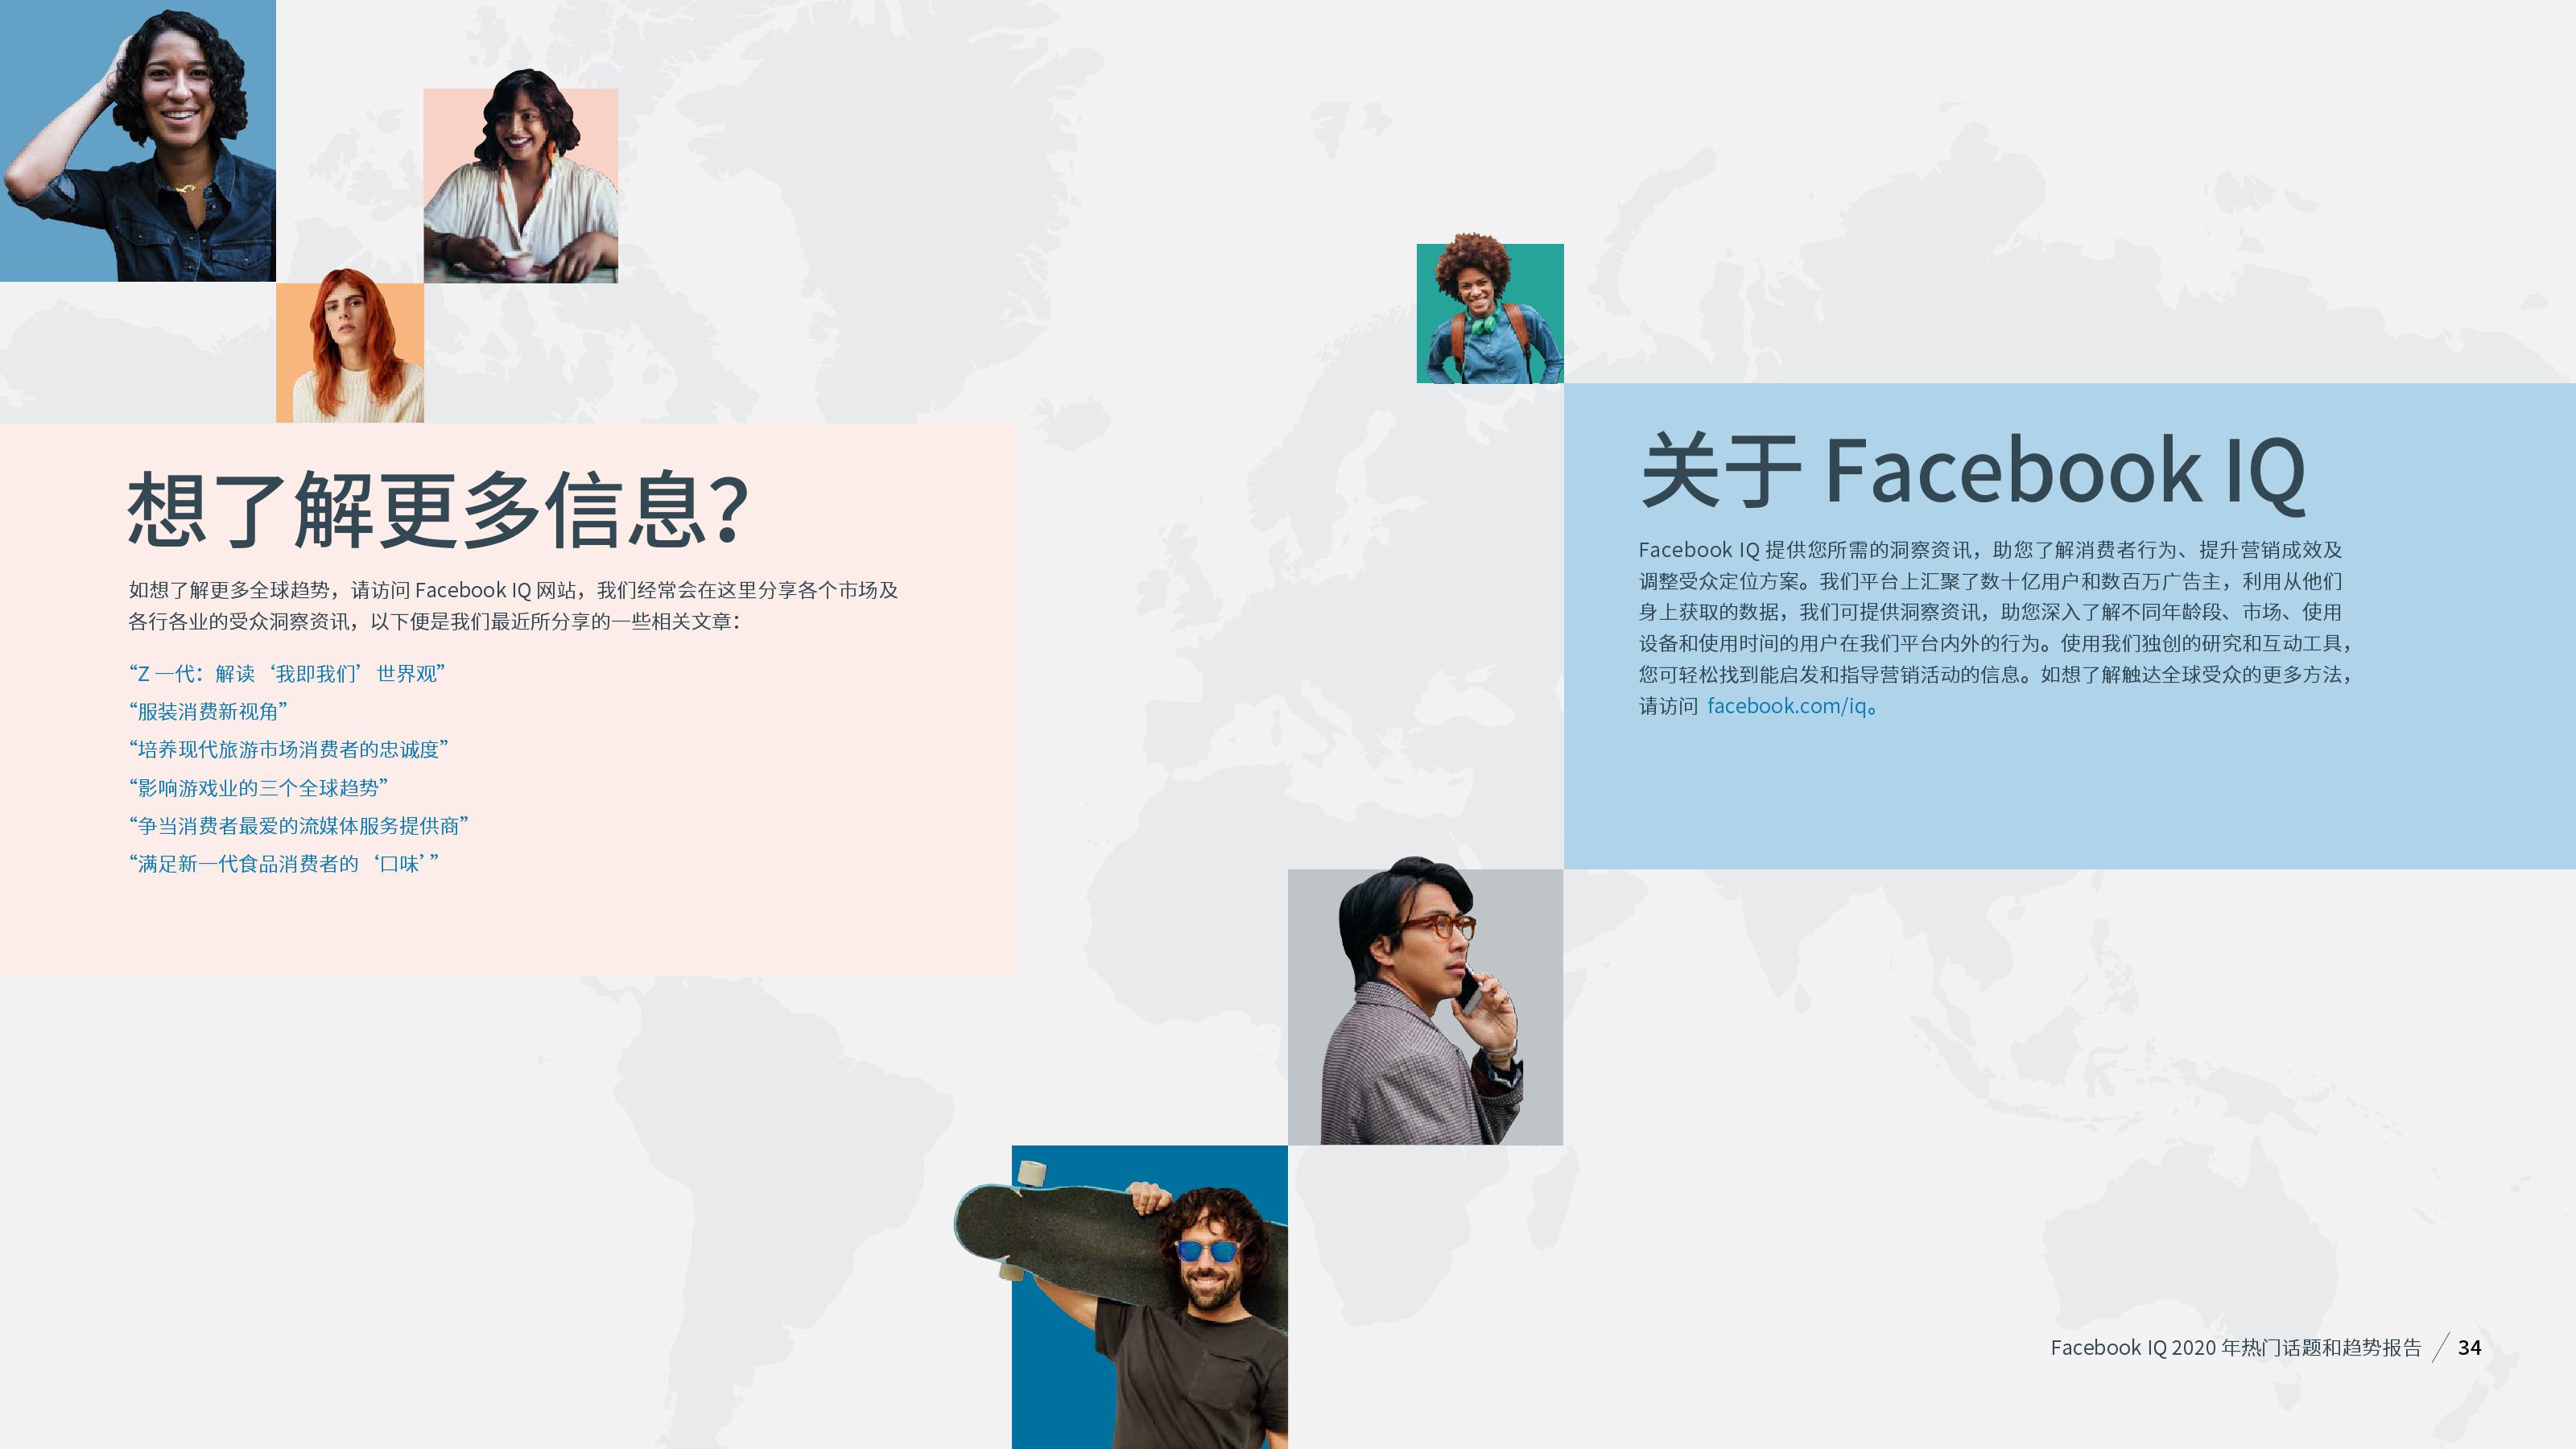 想了解更多信息？
如想了解更多全球趋势，请访问 Facebook IQ 网站，我们经常会在这里分享各个市场及
各行各业的受众洞察资讯，以下便是我们最近所分享的一些相关文章：
“Z 一代：解读‘我即我们’世界观”
“服装消费新视角”
“培养现代旅游市场消费者的忠诚度”
“影响游戏业的三个全球趋势”
“争当消费者最爱的流媒体服务提供商”
“满足新一代食品消费者的‘口味’”
关于 Facebook IQ
Facebook IQ 提供您所需的洞察资讯，助您了解消费者行为、提升营销成效及
调整受众定位方案。我们平台上汇聚了数十亿用户和数百万广告主，利用从他们
身上获取的数据，我们可提供洞察资讯，助您深入了解不同年龄段、市场、使用
设备和使用时间的用户在我们平台内外的行为。使用我们独创的研究和互动工具，
您可轻松找到能启发和指导营销活动的信息。如想了解触达全球受众的更多方法，
请访问 facebook.com/iq。
Facebook IQ 2020 年热门话题和趋势报告 / 34